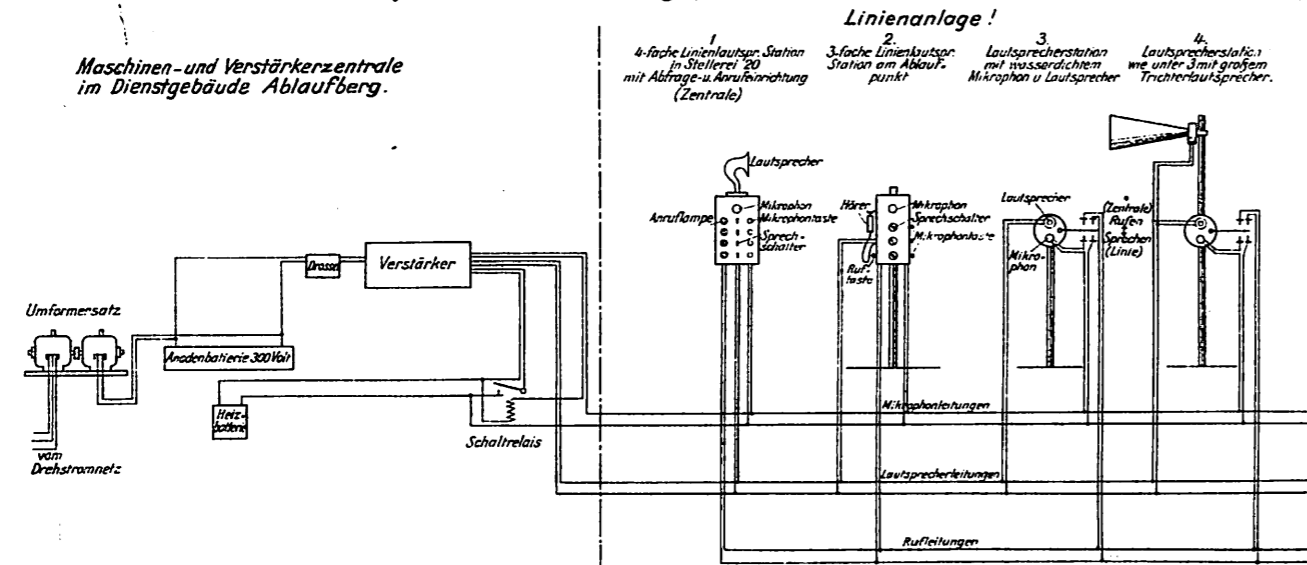 Linienanlage !
Maschinen-und Verstärkerzentrale
im Dienstgebäude Ablaufberg.
1
4-fache Linienlautspr. Station
in Stellerei 20
mit Abfrage-u. Anrufeinrichtung
(Zentrale)
2.
3-fache Linienlautspr.
Station am Ablauf-
punkt
3.
Lautsprecherstation
mit wasserdichtem
Mikrophon u Lautsprecher
4.
Lautsprecherstation
wie unter 3 mit großem
Trichterlautsprecher.
Lautsprecher
Anruflampe
Mikrophon
Mikrophontaste
Sprech-
schalter
Hörer
Mikrophon
Sprechschalter
Mikrophontaste
Ruf-
taste
Lautsprecher
Mikro-
phon
(Zentrale)
Rufen
Sprechen
(Linie)
Drossel
Verstärker
Umformersatz
Anodenbatterie 300 Volt
Heiz-
batterie
Schaltrelais
vom
Drehstromnetz
Mikrophonleitungen
Lautsprecherleitungen
Rufleitungen